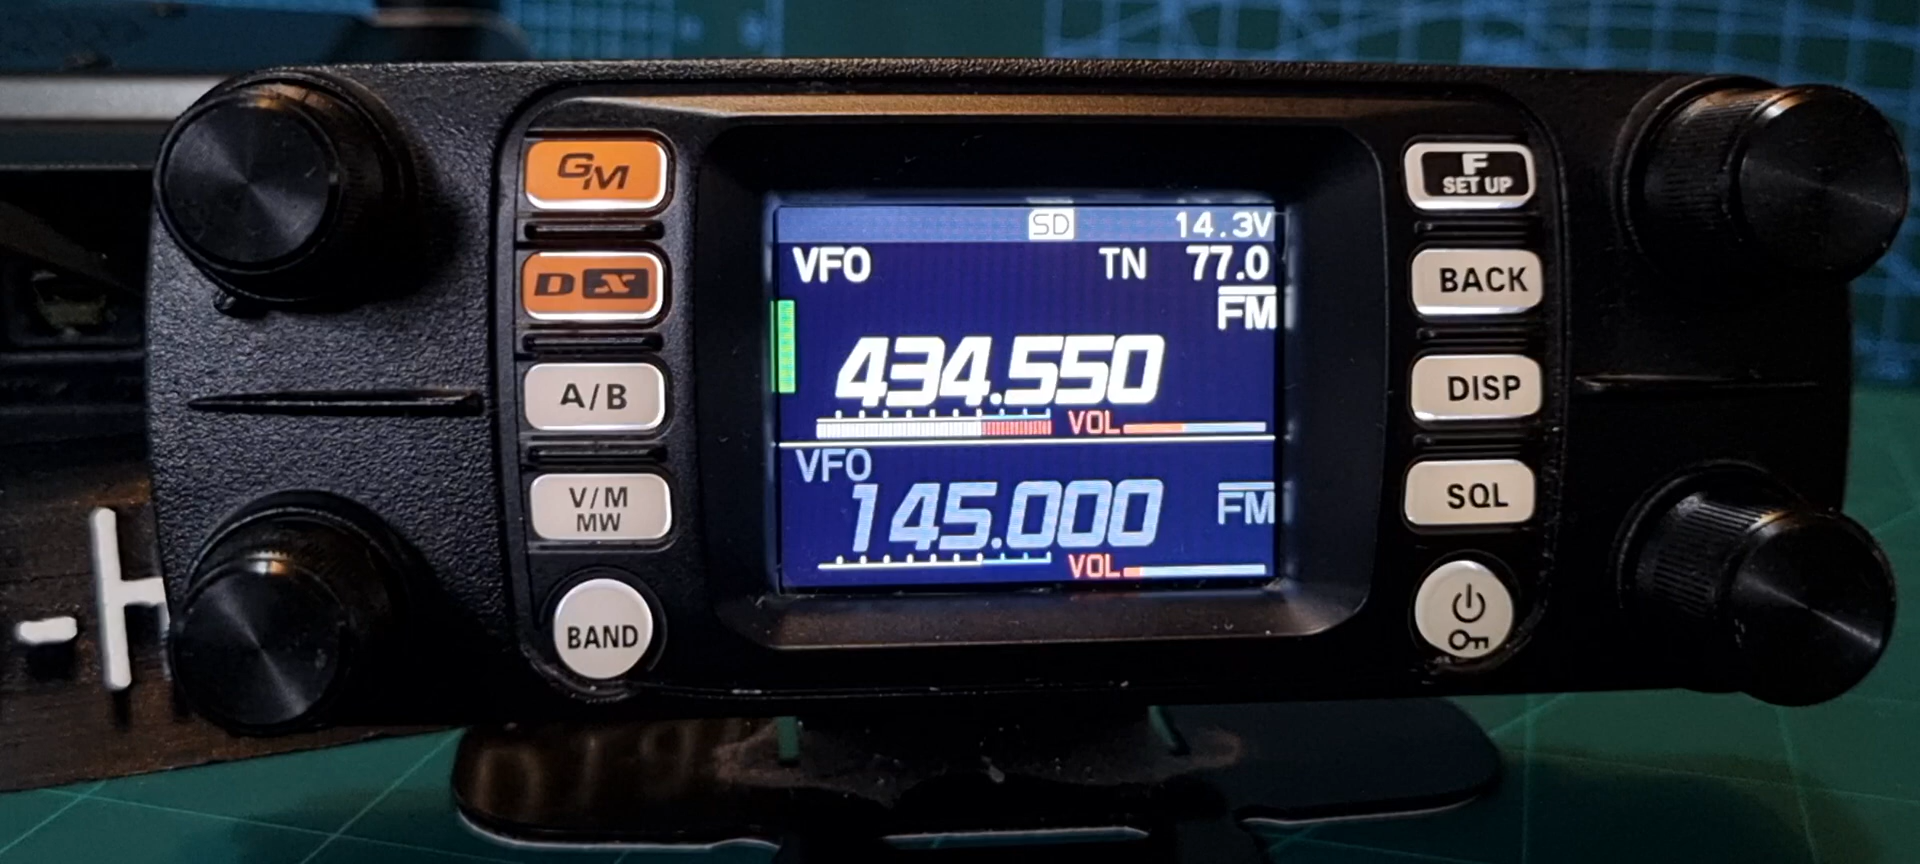 GM
DX
A/B
V/M
MW
BAND
SD 14.3V
VFO TN 77.0
FM
434.550
VOL
VFO
145.000 FM
VOL
F
SET UP
BACK
DISP
SQL